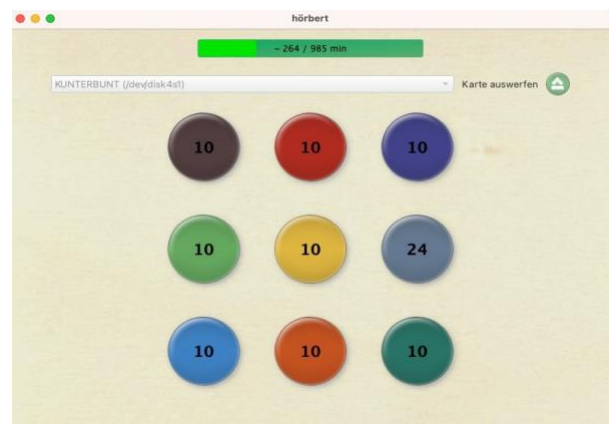 hörbert
~ 264 / 985 min
KUNTERBUNT (/dev/disk4s1) Karte auswerfen
10 10 10
10 10 24
10 10 10